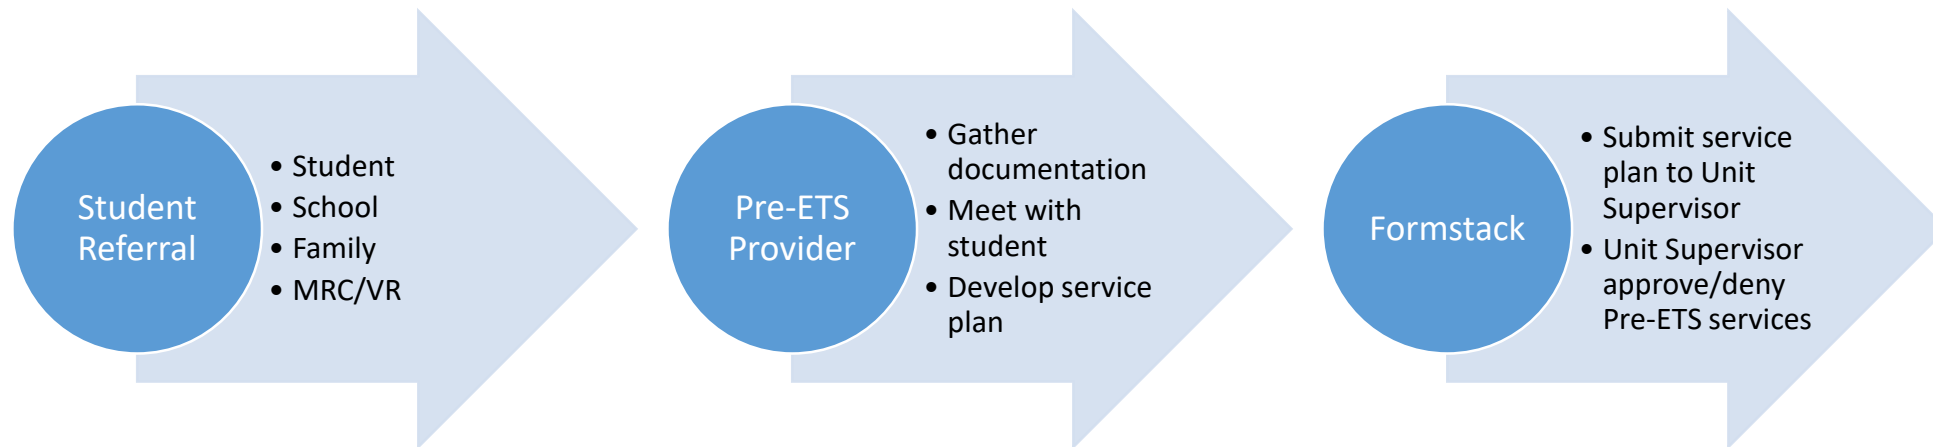 Student
Referral
• Student
• School
• Family
• MRC/VR
Pre-ETS
Provider
• Gather
documentation
• Meet with
student
• Develop service
plan
Formstack
• Submit service
plan to Unit
Supervisor
• Unit Supervisor
approve/deny
Pre-ETS services